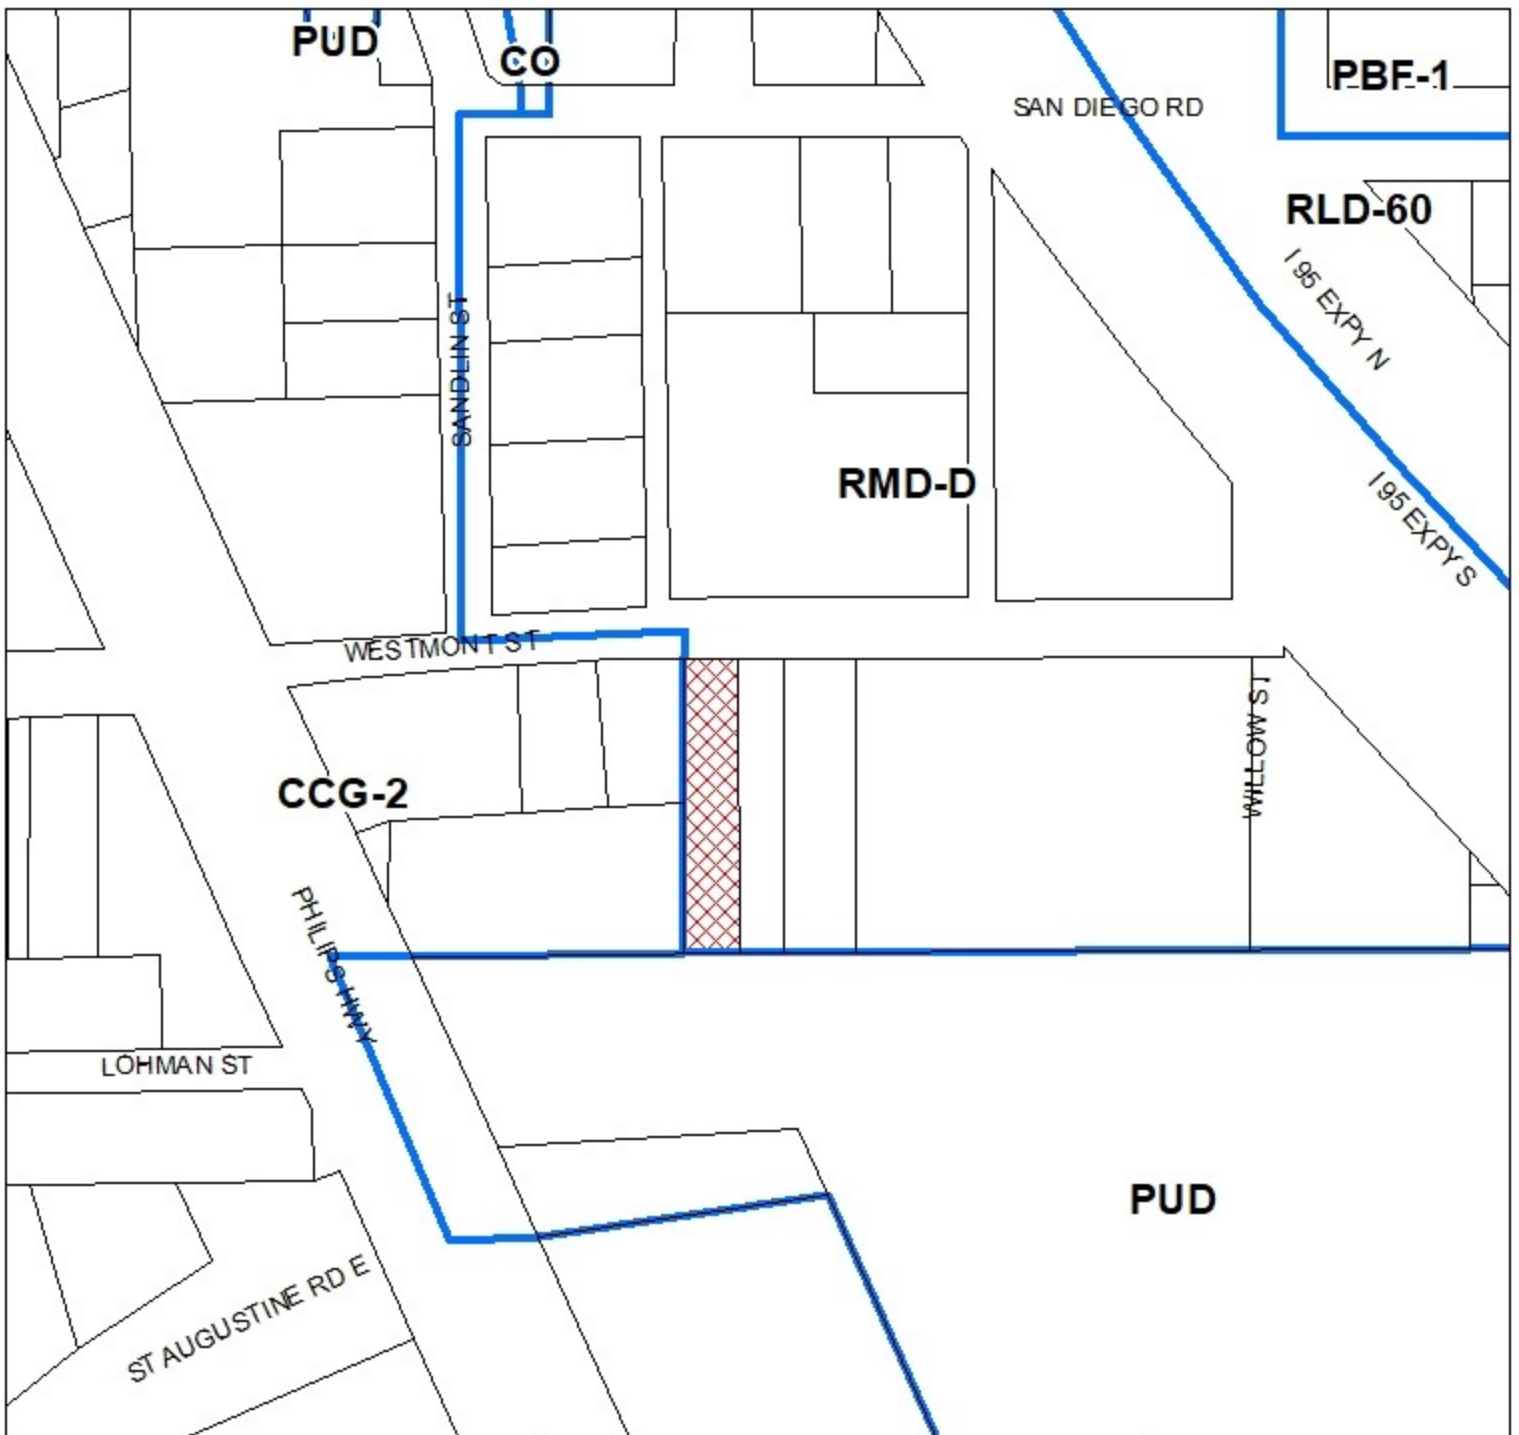 PUD
CO
PBF-1
SAN DIEGO RD
RLD-60
I 95 EXPY N
SANDLIN ST
RMD-D
I 95 EXPY S
WESTMONT ST
WILLOW ST
CCG-2
PHILIPS HWY
LOHMAN ST
PUD
ST AUGUSTINE RD E